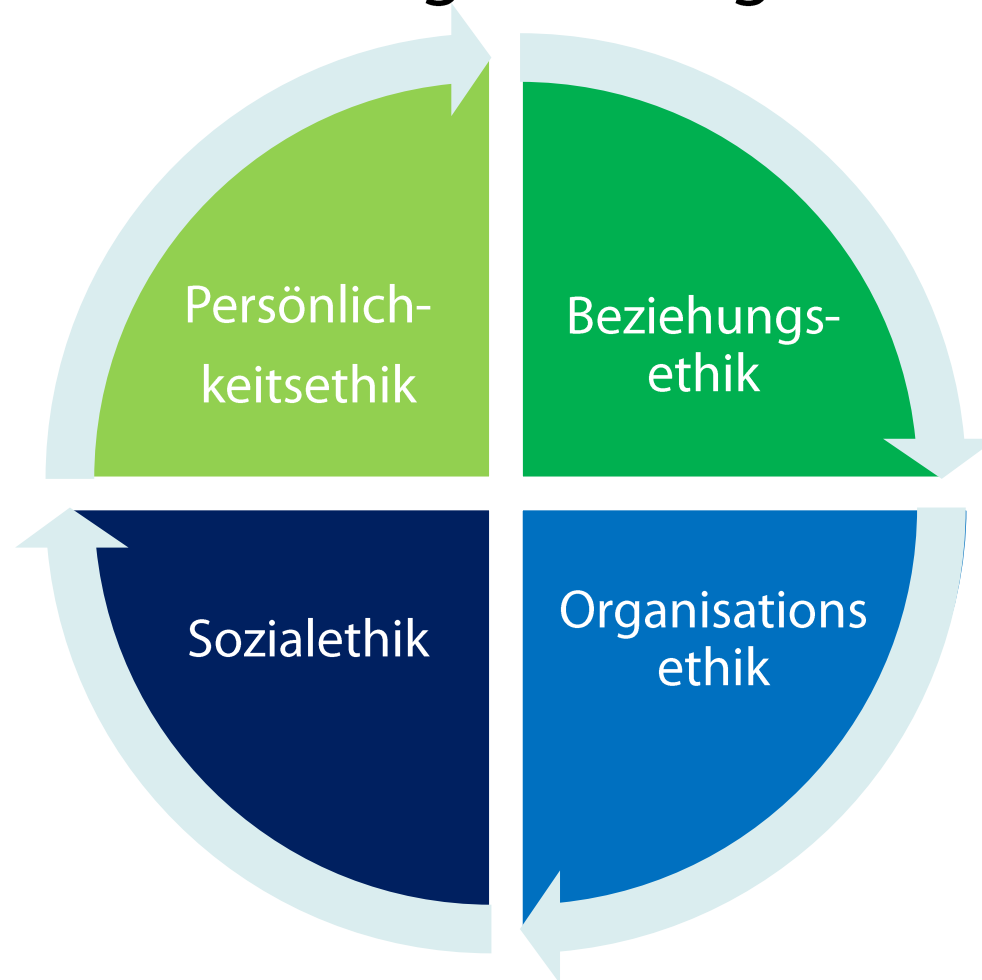 Persönlich-
keitsethik
Beziehungs-
ethik
Sozialethik
Organisations
ethik